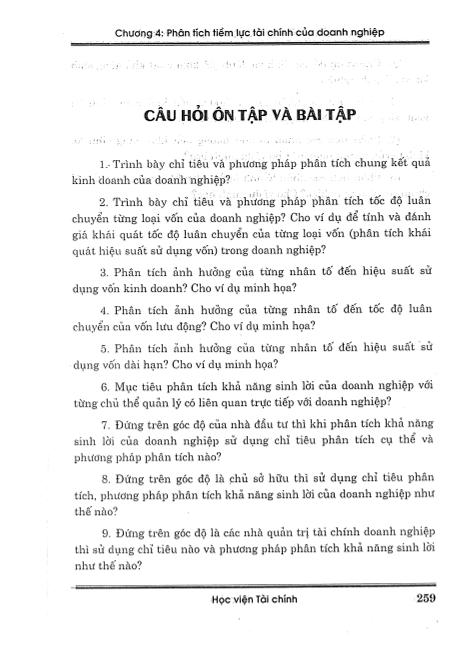 Chương 4: Phân tích tiềm lực tài chính của doanh nghiệp
CÂU HỎI ÔN TẬP VÀ BÀI TẬP
1. Trình bày chỉ tiêu và phương pháp phân tích chung kết quả
kinh doanh của doanh nghiệp?
2. Trình bày chỉ tiêu và phương pháp phân tích tốc độ luân
chuyển từng loại vốn của doanh nghiệp? Cho ví dụ để tính và đánh
giá khái quát tốc độ luân chuyển của từng loại vốn (phân tích khái
quát hiệu suất sử dụng vốn) trong doanh nghiệp?
3. Phân tích ảnh hưởng của từng nhân tố đến hiệu suất sử
dụng vốn kinh doanh? Cho ví dụ minh họa?
4. Phân tích ảnh hưởng của từng nhân tố đến tốc độ luân
chuyển của vốn lưu động? Cho ví dụ minh họa?
5. Phân tích ảnh hưởng của từng nhân tố đến hiệu suất sử
dụng vốn dài hạn? Cho ví dụ minh họa?
6. Mục tiêu phân tích khả năng sinh lời của doanh nghiệp với
từng chủ thể quản lý có liên quan trực tiếp với doanh nghiệp?
7. Đứng trên góc độ của nhà đầu tư thì khi phân tích khả năng
sinh lời của doanh nghiệp sử dụng chỉ tiêu phân tích cụ thể và
phương pháp phân tích nào?
8. Đứng trên góc độ là chủ sở hữu thì sử dụng chỉ tiêu phân
tích, phương pháp phân tích khả năng sinh lời của doanh nghiệp như
thế nào?
9. Đứng trên góc độ là các nhà quản trị tài chính doanh nghiệp
thì sử dụng chỉ tiêu nào và phương pháp phân tích khả năng sinh lời
như thế nào?
Học viện Tài chính
259